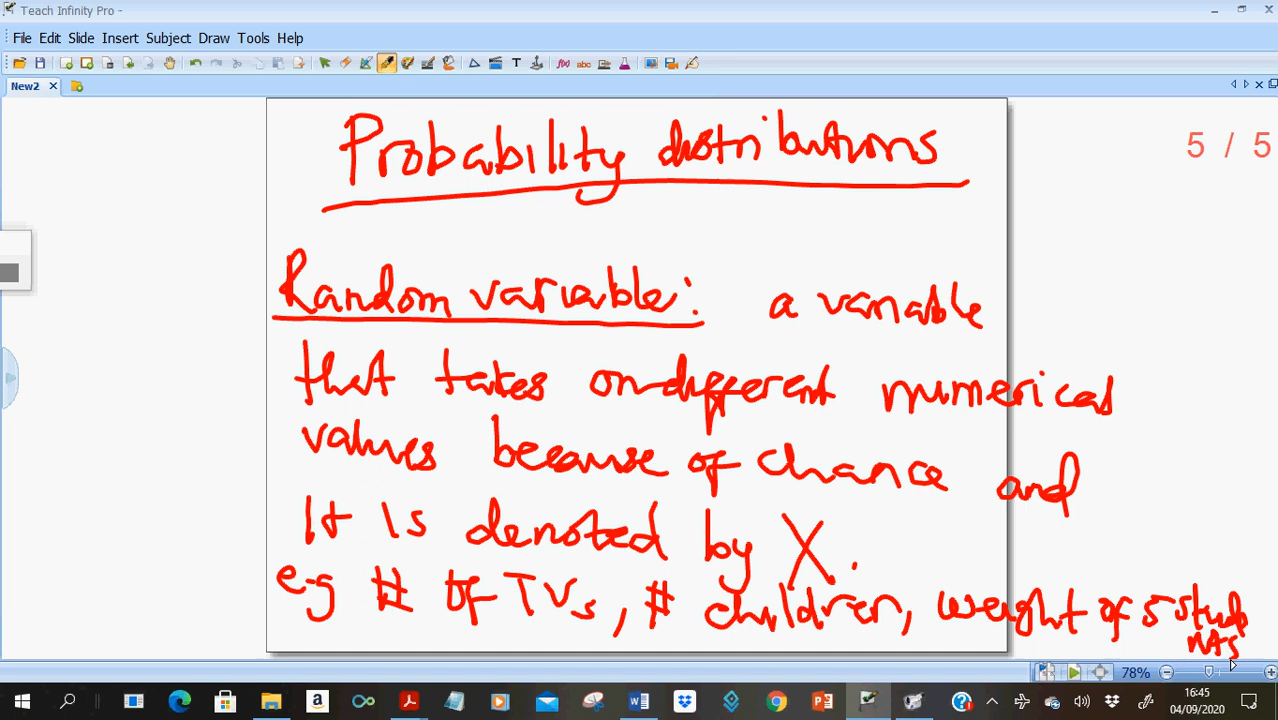 Teach Infinity Pro -
File Edit Slide Insert Subject Draw Tools Help
New2
5 / 5
Probability distributions
Random variable: a variable
that takes on different numerical
values because of chance and
It is denoted by X.
e.g # of TVs, # children, weight of 5 stude
nts
78%
16:45
04/09/2020